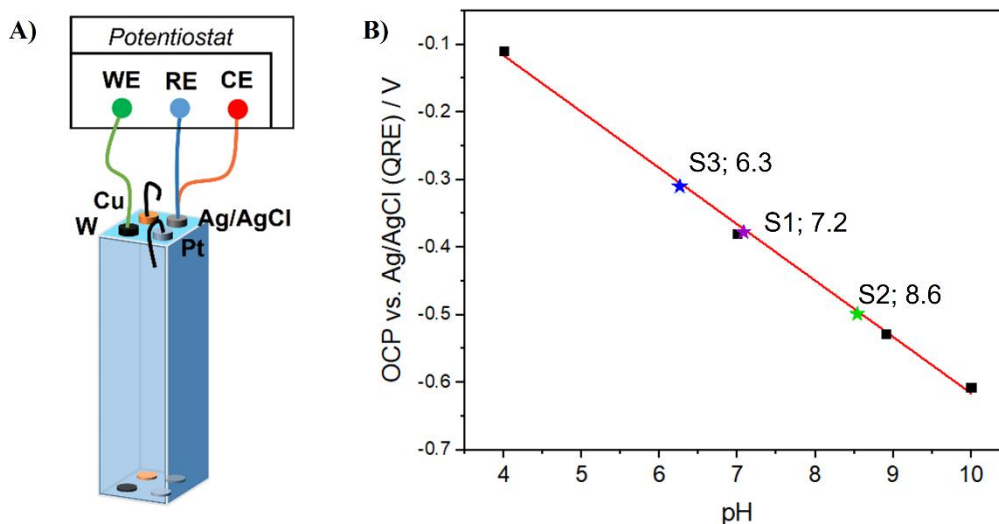 A)
Potentiostat
WE RE CE
Cu
W
Ag/AgCl
Pt
B)
OCP vs. Ag/AgCl (QRE) / V
-0.1
-0.2
-0.3
-0.4
-0.5
-0.6
-0.7
S3; 6.3
S1; 7.2
S2; 8.6
4 5 6 7 8 9 10
pH